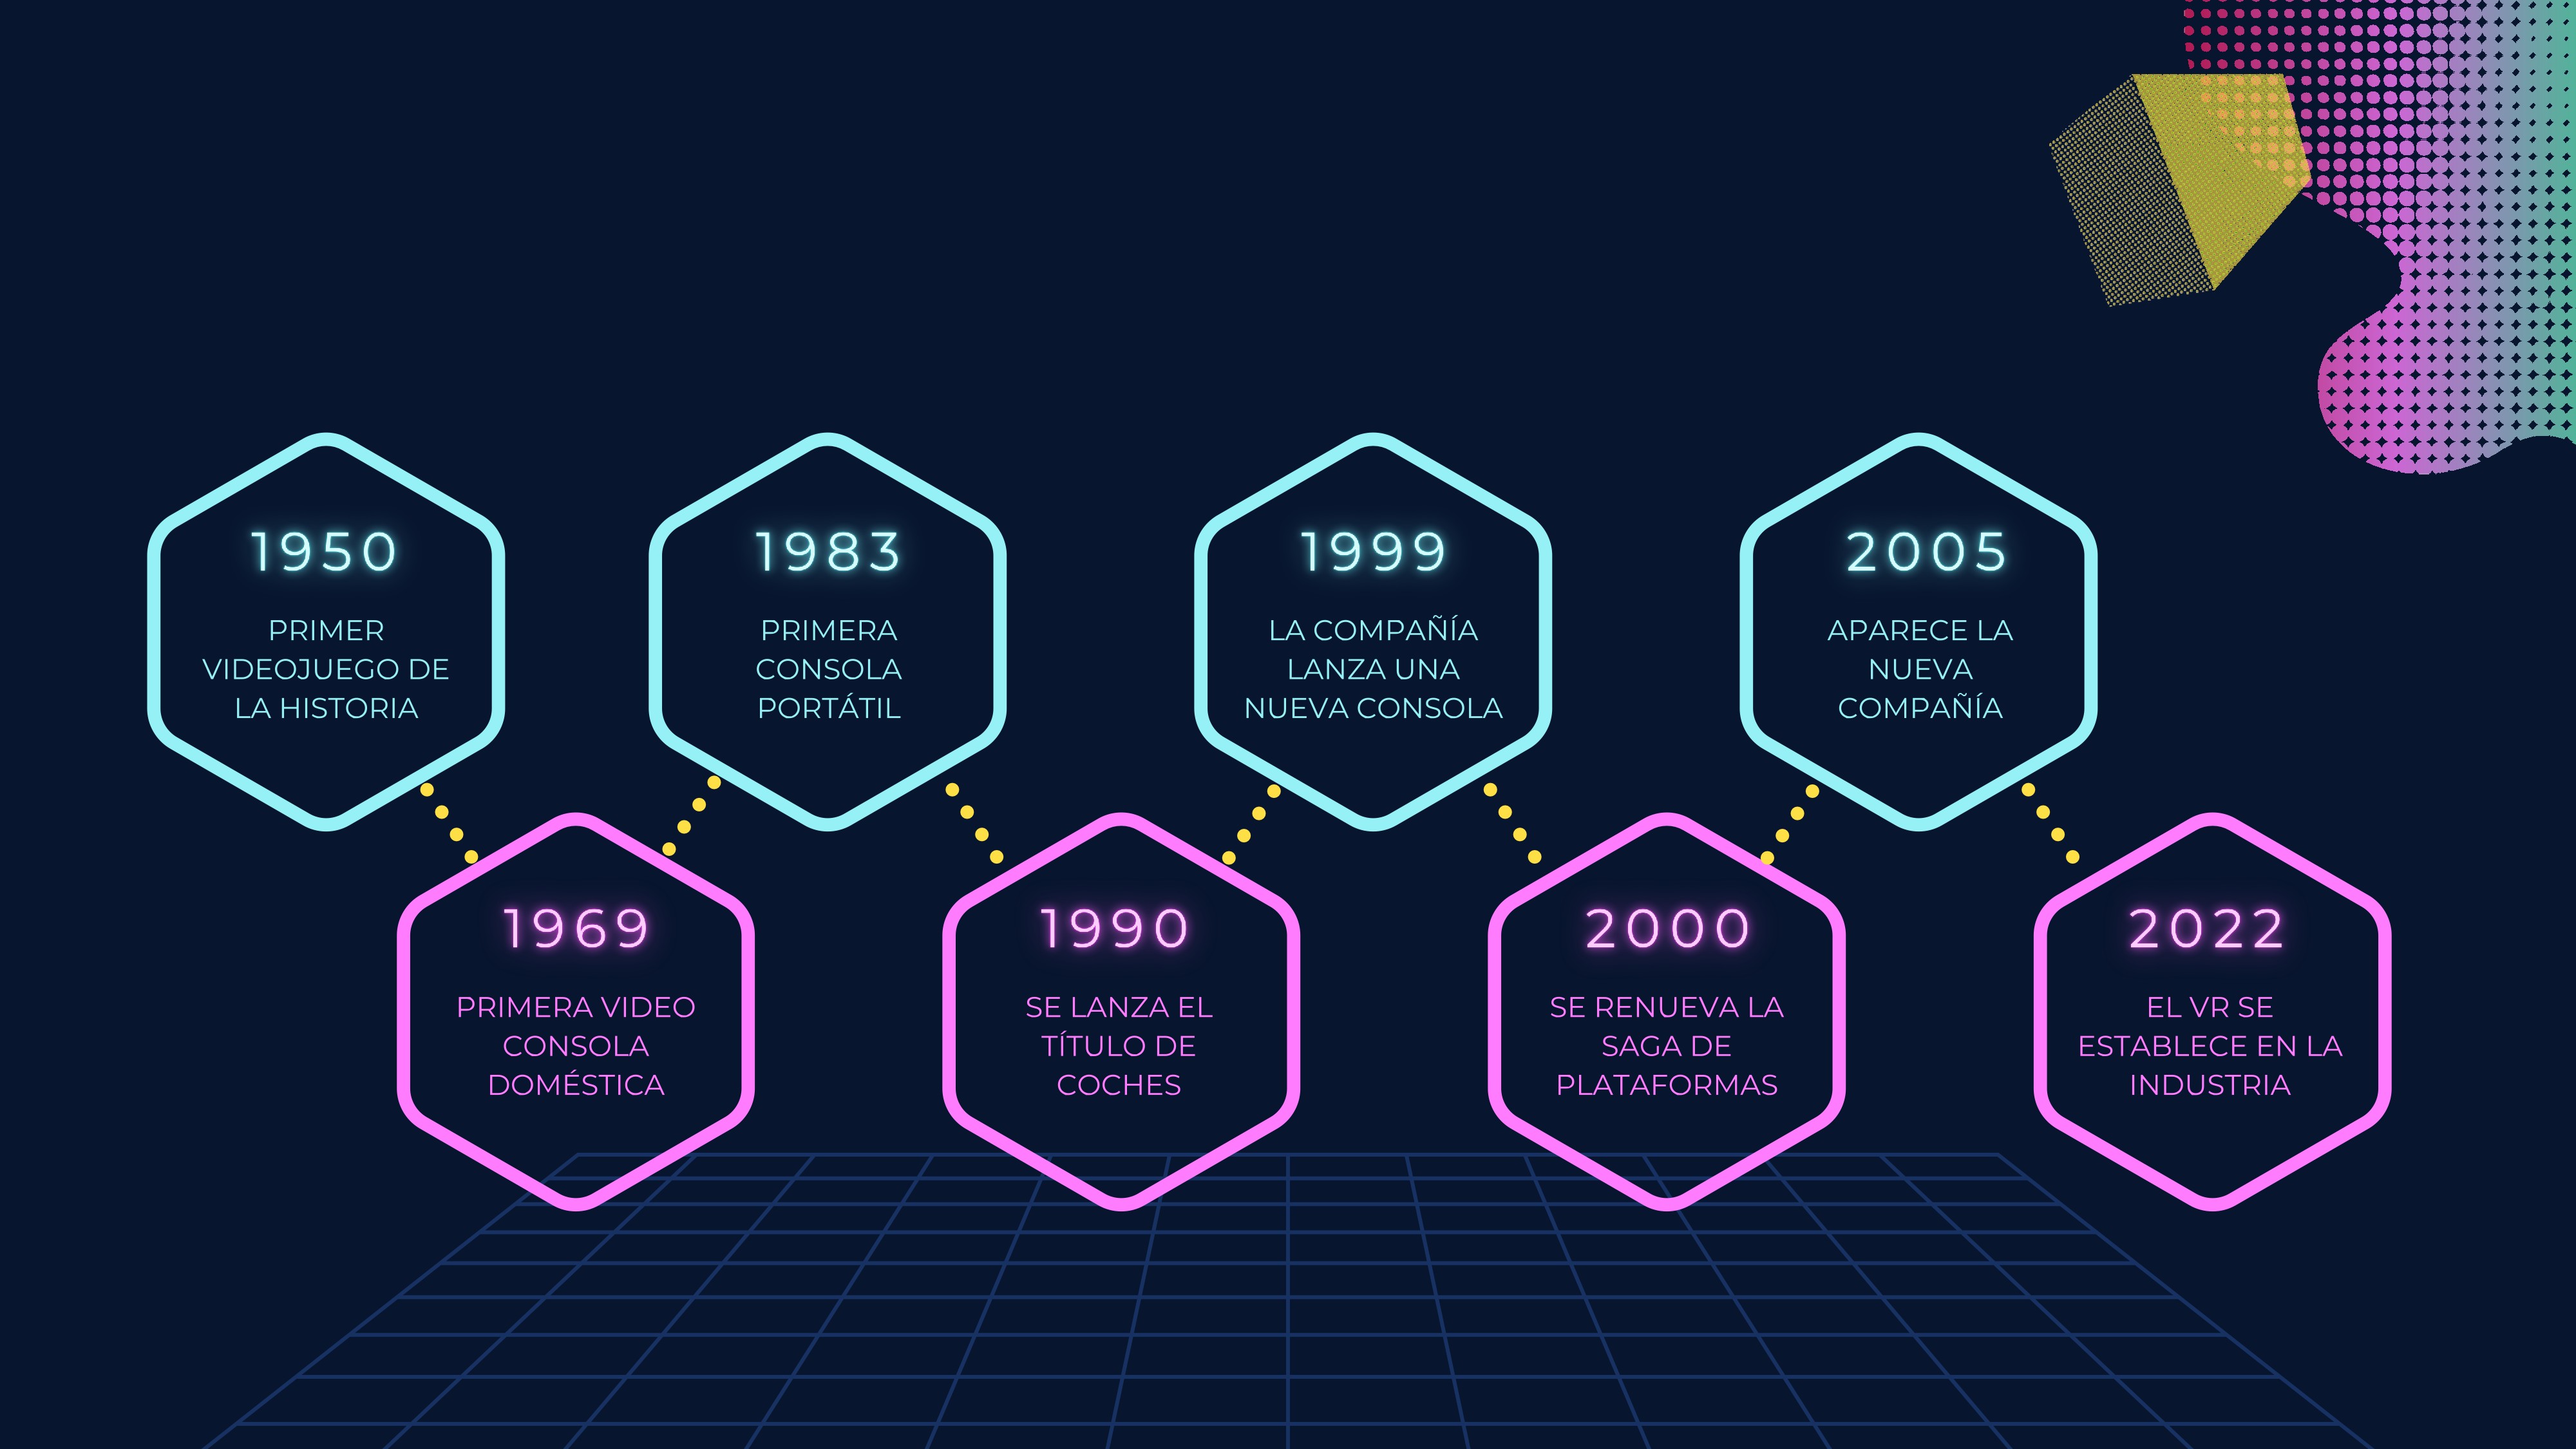 1950
PRIMER
VIDEOJUEGO DE
LA HISTORIA
1969
PRIMERA VIDEO
CONSOLA
DOMÉSTICA
1983
PRIMERA
CONSOLA
PORTÁTIL
1990
SE LANZA EL
TÍTULO DE
COCHES
1999
LA COMPAÑÍA
LANZA UNA
NUEVA CONSOLA
2000
SE RENUEVA LA
SAGA DE
PLATAFORMAS
2005
APARECE LA
NUEVA
COMPAÑÍA
2022
EL VR SE
ESTABLECE EN LA
INDUSTRIA